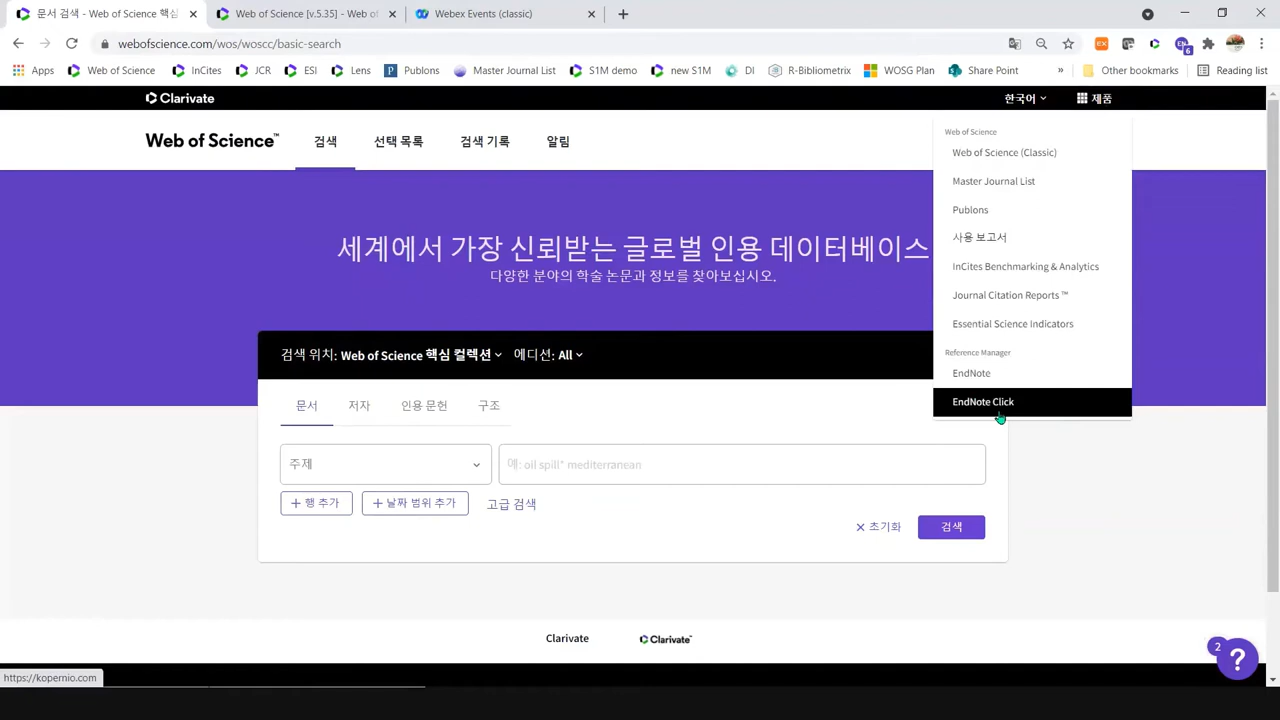 문서 검색 - Web of Science 핵심
Web of Science [v.5.35] - Web of
Webex Events (classic)
webofscience.com/wos/woscc/basic-search
6
Apps
Web of Science
InCites
JCR
ESI
Lens
Publons
Master Journal List
S1M demo
new S1M
DI
R-Bibliometrix
WOSG Plan
Share Point
»
Other bookmarks
Reading list
Clarivate
한국어
제품
Web of Science™
검색
선택 목록
검색 기록
알림
Web of Science
Web of Science (Classic)
Master Journal List
Publons
사용 보고서
InCites Benchmarking & Analytics
Journal Citation Reports ™
Essential Science Indicators
Reference Manager
EndNote
EndNote Click
세계에서 가장 신뢰받는 글로벌 인용 데이터베이스
다양한 분야의 학술 논문과 정보를 찾아보십시오.
검색 위치: Web of Science 핵심 컬렉션 에디션: All
문서
저자
인용 문헌
구조
주제
예: oil spill* mediterranean
+ 행 추가
+ 날짜 범위 추가
고급 검색
× 초기화
검색
Clarivate
Clarivate™
2
?
https://kopernio.com